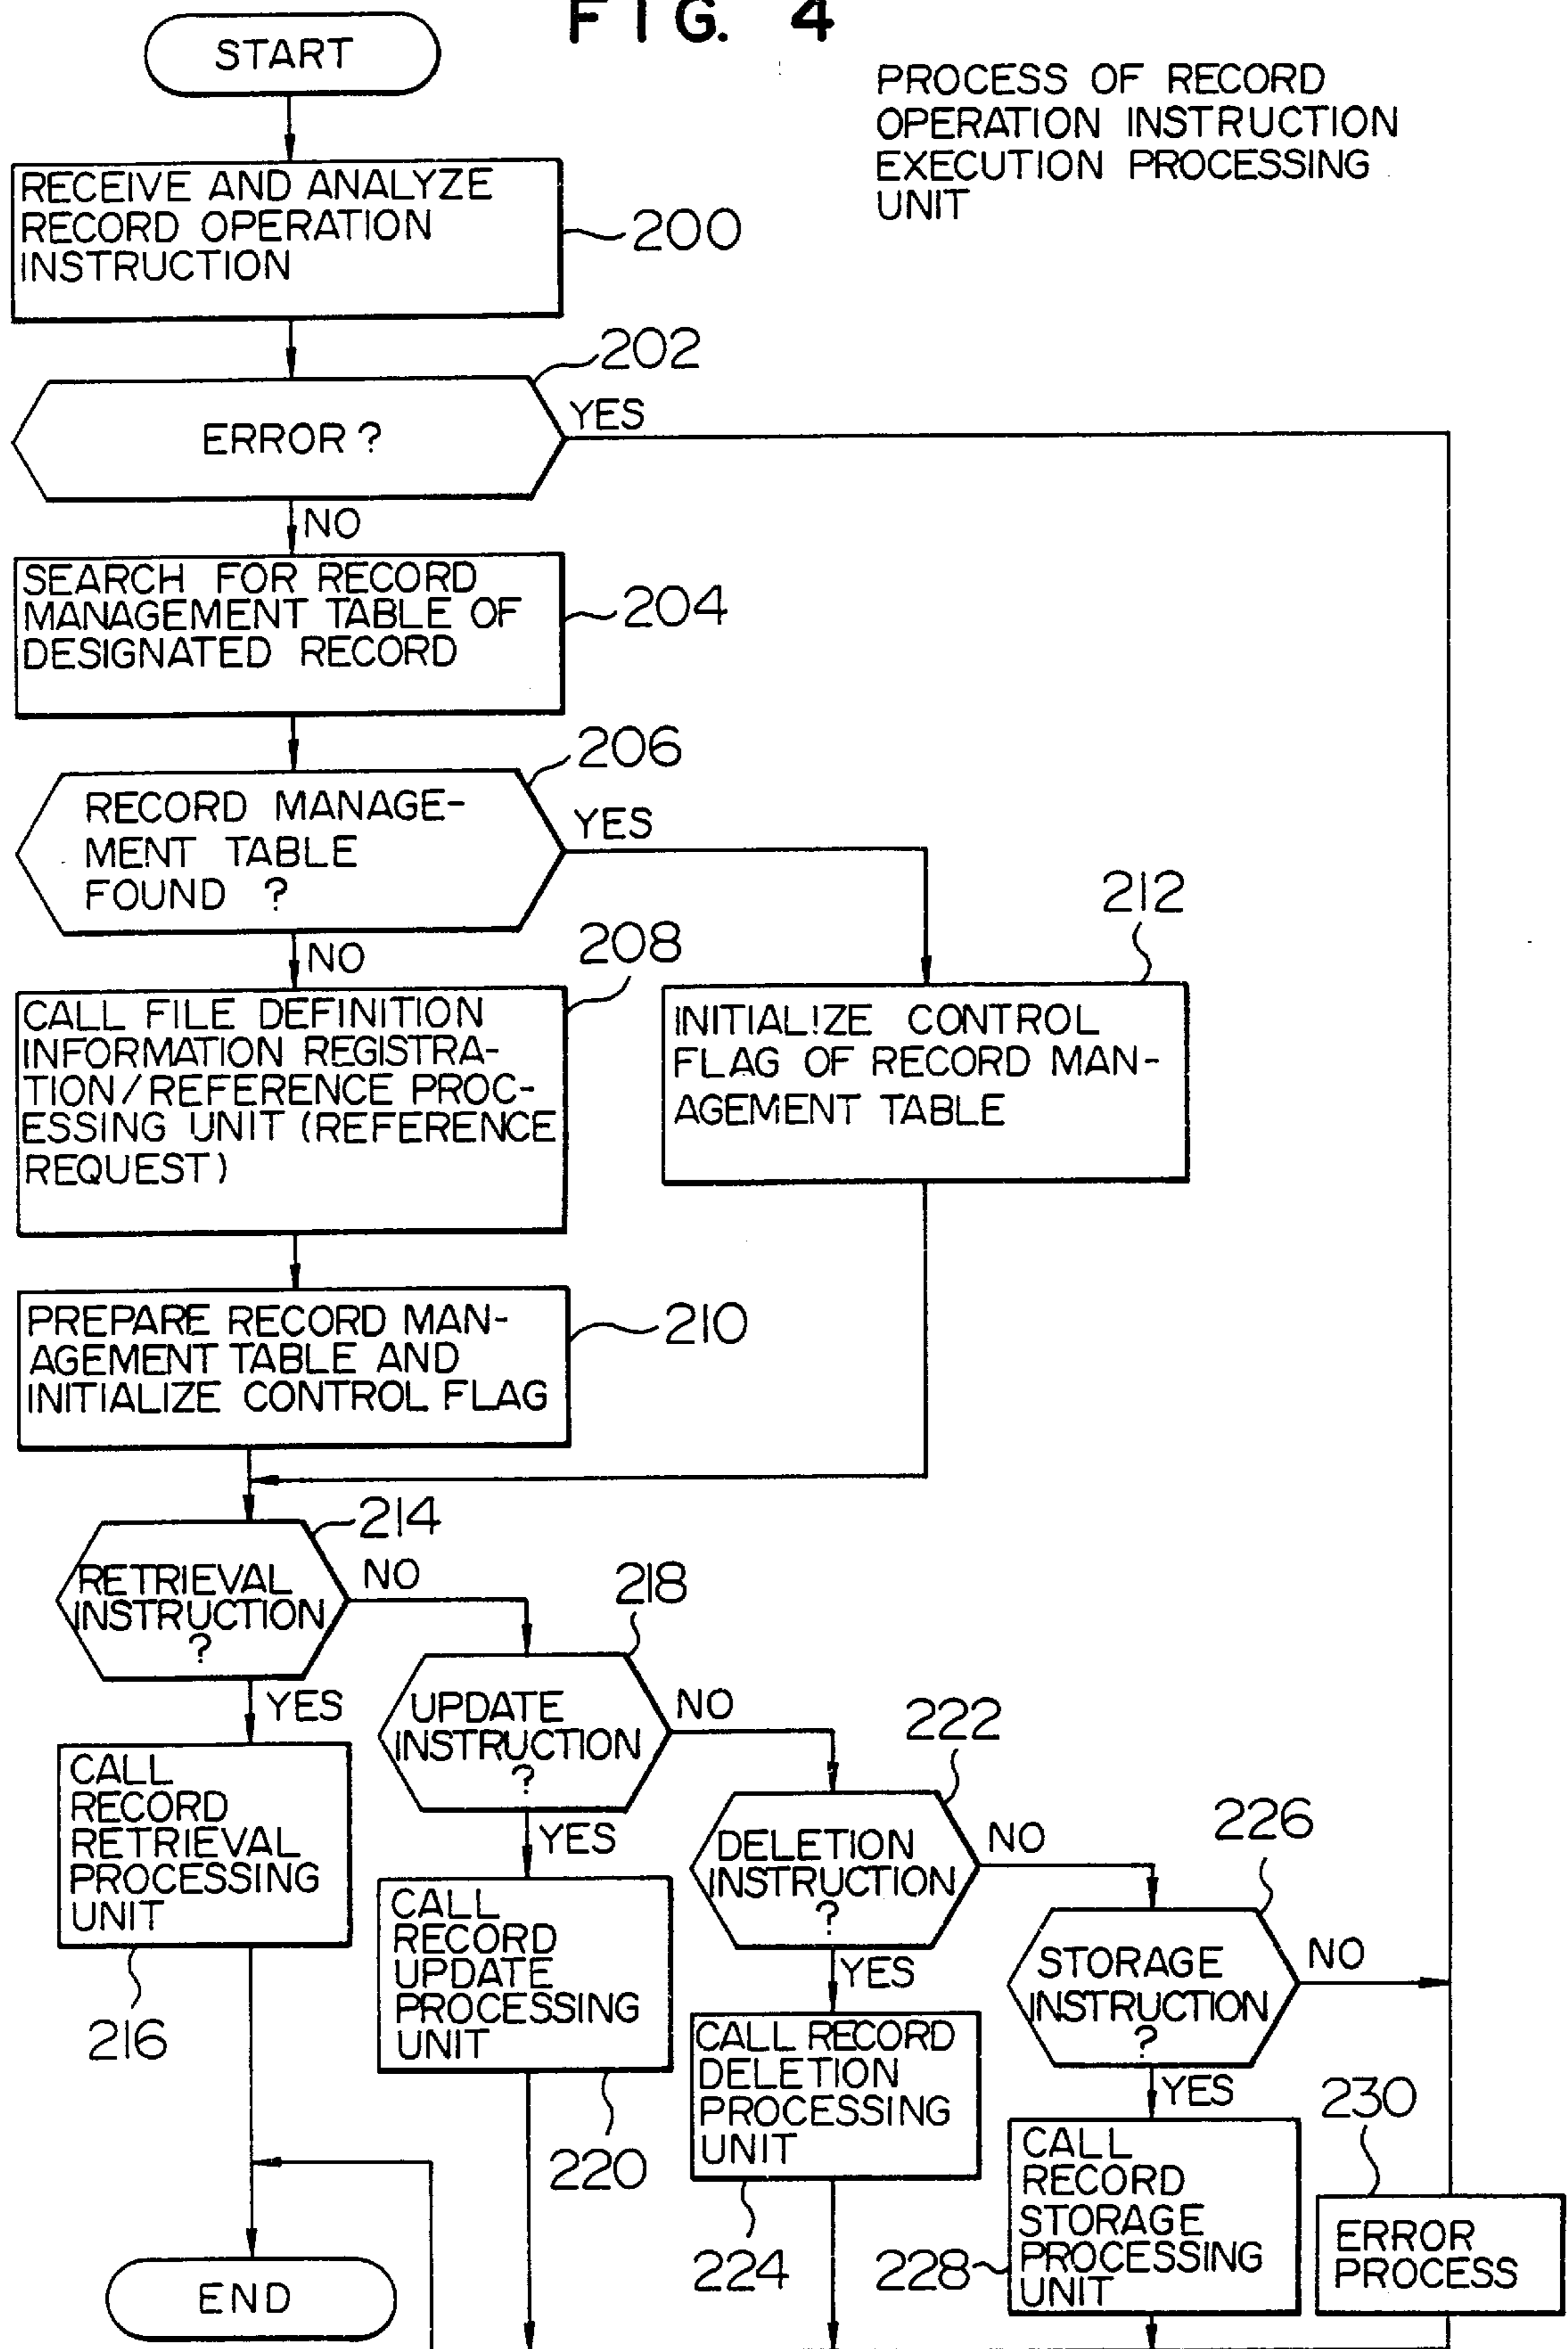 FIG. 4
START
PROCESS OF RECORD
OPERATION INSTRUCTION
EXECUTION PROCESSING
UNIT
RECEIVE AND ANALYZE
RECORD OPERATION
INSTRUCTION
200
202
ERROR ?
YES
NO
SEARCH FOR RECORD
MANAGEMENT TABLE OF
DESIGNATED RECORD
204
206
RECORD MANAGE-
MENT TABLE
FOUND ?
YES
NO
208
212
CALL FILE DEFINITION
INFORMATION REGISTRA-
TION/REFERENCE PROC-
ESSING UNIT (REFERENCE
REQUEST)
INITIALIZE CONTROL
FLAG OF RECORD MAN-
AGEMENT TABLE
PREPARE RECORD MAN-
AGEMENT TABLE AND
INITIALIZE CONTROL FLAG
210
214
RETRIEVAL
INSTRUCTION
?
NO
YES
218
UPDATE
INSTRUCTION
?
NO
YES
222
DELETION
INSTRUCTION
?
NO
YES
226
STORAGE
INSTRUCTION
?
NO
YES
CALL
RECORD
RETRIEVAL
PROCESSING
UNIT
216
CALL
RECORD
UPDATE
PROCESSING
UNIT
220
CALL RECORD
DELETION
PROCESSING
UNIT
224
CALL
RECORD
STORAGE
PROCESSING
UNIT
228
230
ERROR
PROCESS
END